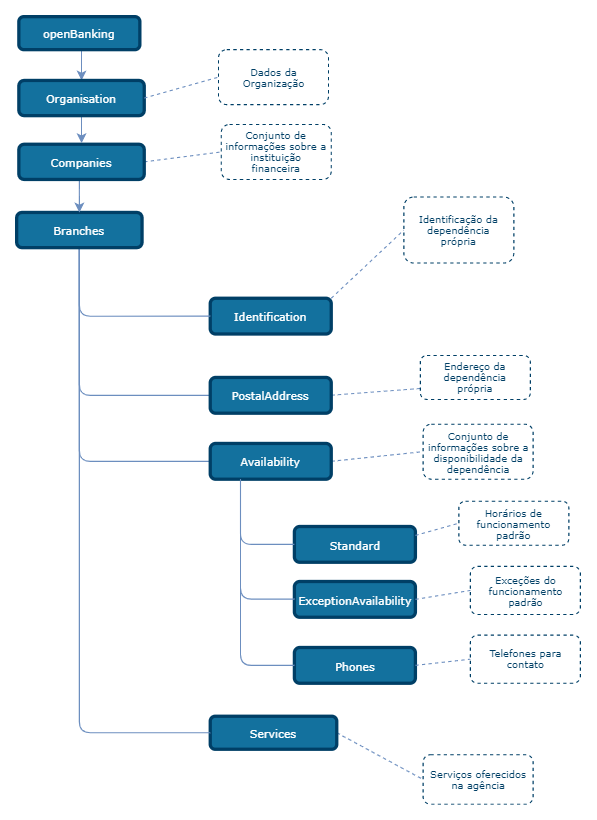 openBanking
Organisation
Dados da
Organização
Companies
Conjunto de
informações sobre a
instituição
financeira
Branches
Identificação da
dependência
própria
Identification
PostalAddress
Endereço da
dependência
própria
Availability
Conjunto de
informações sobre a
disponibilidade da
dependência
Standard
Horários de
funcionamento
padrão
ExceptionAvailability
Exceções do
funcionamento
padrão
Phones
Telefones para
contato
Services
Serviços oferecidos
na agência